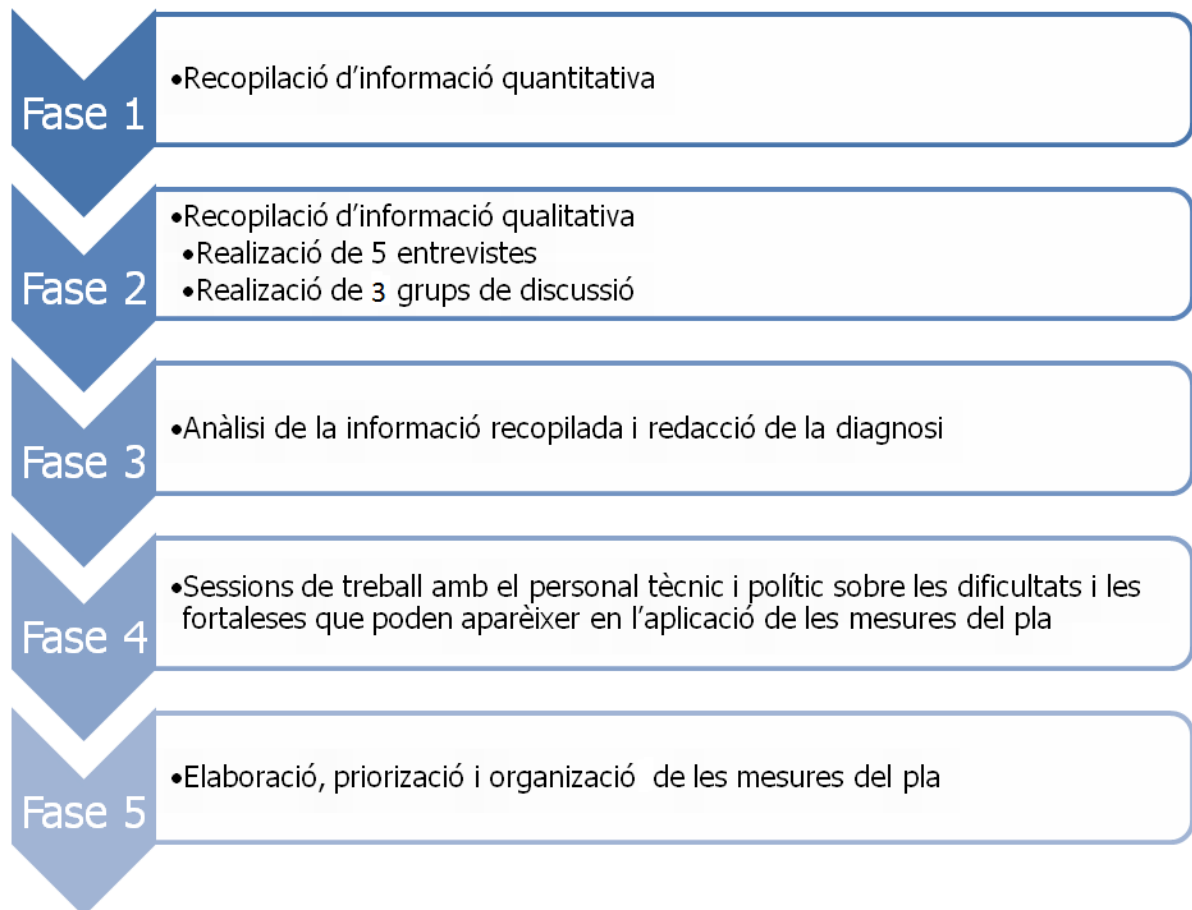 Fase 1
•Recopilació d'informació quantitativa
Fase 2
•Recopilació d'informació qualitativa
•Realizació de 5 entrevistes
•Realizació de 3 grups de discussió
Fase 3
•Anàlisi de la informació recopilada i redacció de la diagnosi
Fase 4
•Sessions de treball amb el personal tècnic i polític sobre les dificultats i les
fortaleses que poden aparèixer en l'aplicació de les mesures del pla
Fase 5
•Elaboració, priorizació i organizació de les mesures del pla